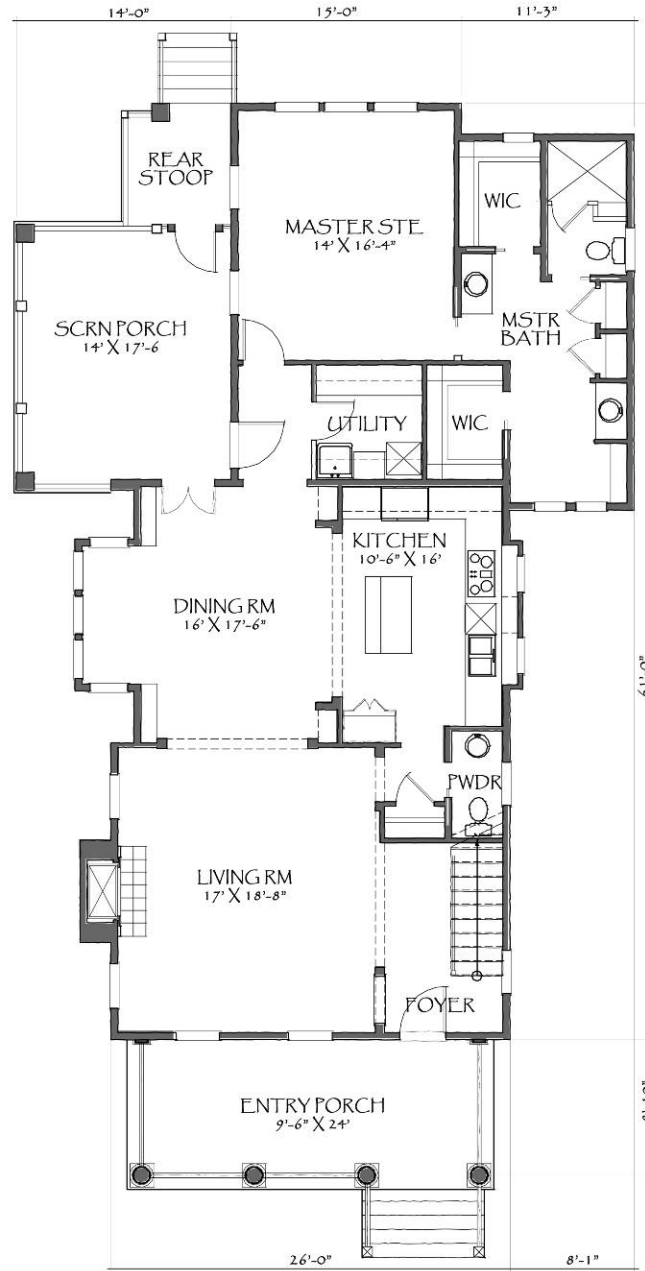 14'-0"
15'-0"
11'-3"
REAR
STOOP
WIC
MASTER STE
14' X 16'-4"
SCRN PORCH
14' X 17'-6
MSTR
BATH
UTILITY
WIC
KITCHEN
10'-6" X 16'
DINING RM
16' X 17'-6"
61'-0"
PWDR
LIVING RM
17' X 18'-8"
FOYER
ENTRY PORCH
9'-6" X 24'
26'-0"
8'-1"